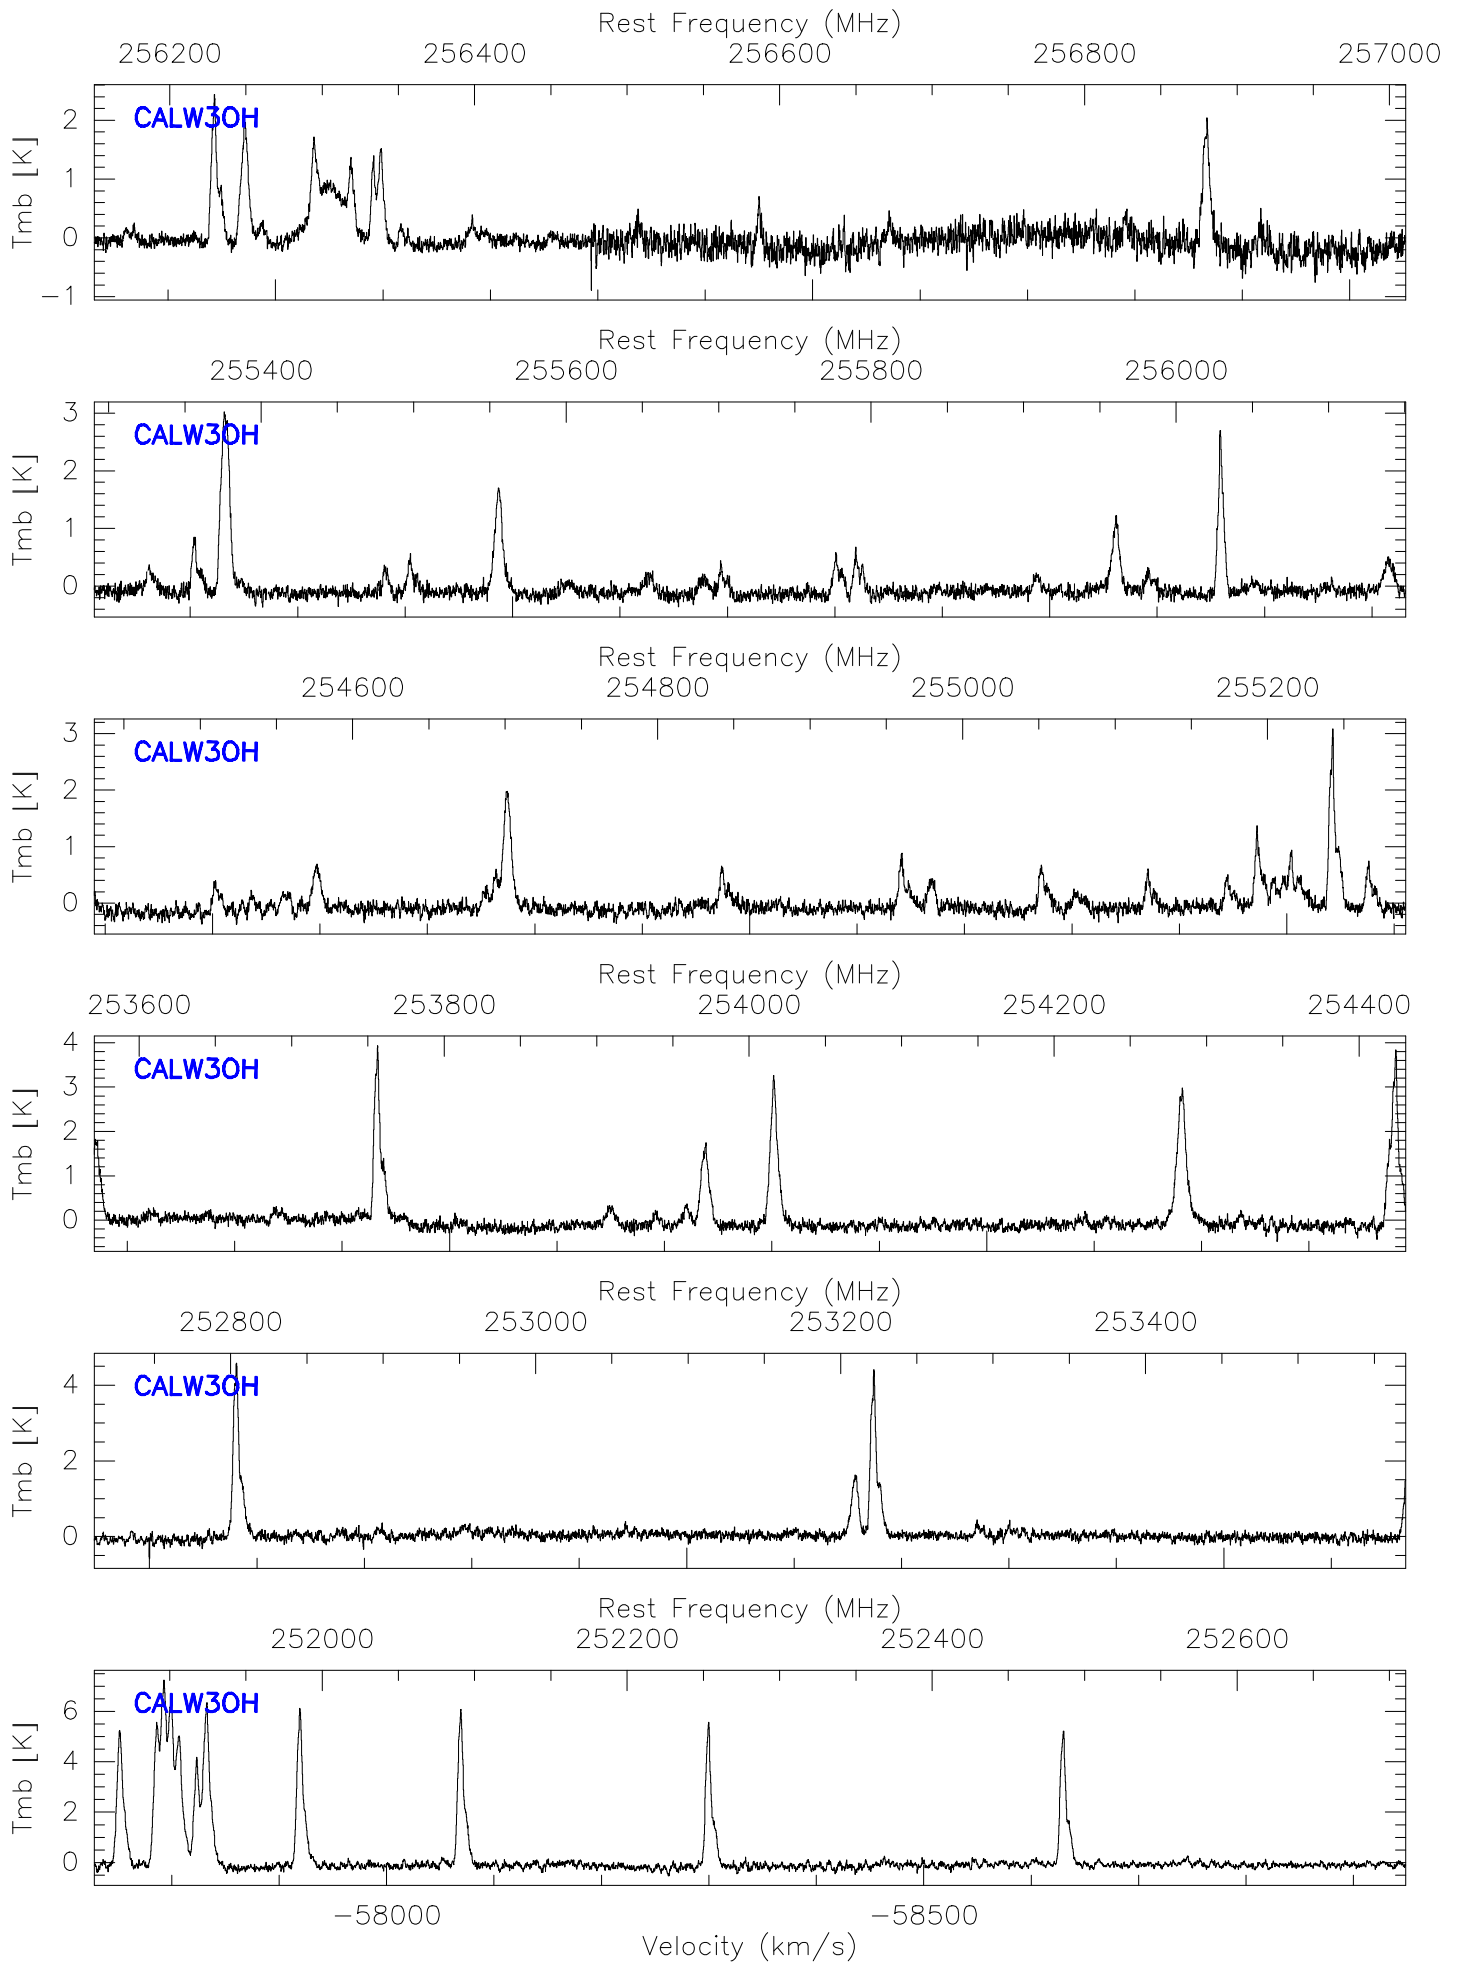 Rest Frequency (MHz)
256200 256400 256600 256800 257000
CALW3OH
Tmb [K]
2
1
0
-1
Rest Frequency (MHz)
255400 255600 255800 256000
CALW3OH
Tmb [K]
3
2
1
0
Rest Frequency (MHz)
254600 254800 255000 255200
CALW3OH
Tmb [K]
3
2
1
0
Rest Frequency (MHz)
253600 253800 254000 254200 254400
CALW3OH
Tmb [K]
4
3
2
1
0
Rest Frequency (MHz)
252800 253000 253200 253400
CALW3OH
Tmb [K]
4
2
0
Rest Frequency (MHz)
252000 252200 252400 252600
CALW3OH
Tmb [K]
6
4
2
0
-58000 -58500
Velocity (km/s)